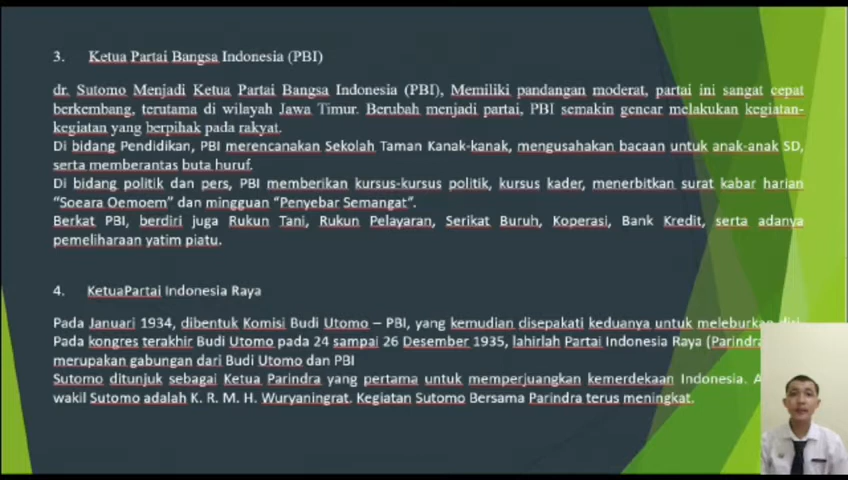 3. Ketua Partai Bangsa Indonesia (PBI)
dr. Sutomo Menjadi Ketua Partai Bangsa Indonesia (PBI), Memiliki pandangan moderat, partai ini sangat cepat
berkembang, terutama di wilayah Jawa Timur. Berubah menjadi partai, PBI semakin gencar melakukan kegiatan-
kegiatan yang berpihak pada rakyat.
Di bidang Pendidikan, PBI merencanakan Sekolah Taman Kanak-kanak, mengusahakan bacaan untuk anak-anak SD,
serta memberantas buta huruf.
Di bidang politik dan pers, PBI memberikan kursus-kursus politik, kursus kader, menerbitkan surat kabar harian
“Soeara Oemoem” dan mingguan “Penyebar Semangat”.
Berkat PBI, berdiri juga Rukun Tani, Rukun Pelayaran, Serikat Buruh, Koperasi, Bank Kredit, serta adanya
pemeliharaan yatim piatu.
4. KetuaPartai Indonesia Raya
Pada Januari 1934, dibentuk Komisi Budi Utomo – PBI, yang kemudian disepakati keduanya untuk meleburkan diri.
Pada kongres terakhir Budi Utomo pada 24 sampai 26 Desember 1935, lahirlah Partai Indonesia Raya (Parindra
merupakan gabungan dari Budi Utomo dan PBI
Sutomo ditunjuk sebagai Ketua Parindra yang pertama untuk memperjuangkan kemerdekaan Indonesia.
wakil Sutomo adalah K. R. M. H. Wuryaningrat. Kegiatan Sutomo Bersama Parindra terus meningkat.